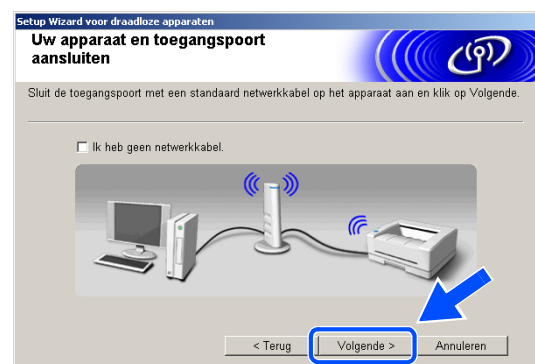 Setup Wizard voor draadloze apparaten
Uw apparaat en toegangspoort
aansluiten
Sluit de toegangspoort met een standaard netwerkkabel op het apparaat aan en klik op Volgende.
Ik heb geen netwerkkabel.
< Terug
Volgende >
Annuleren